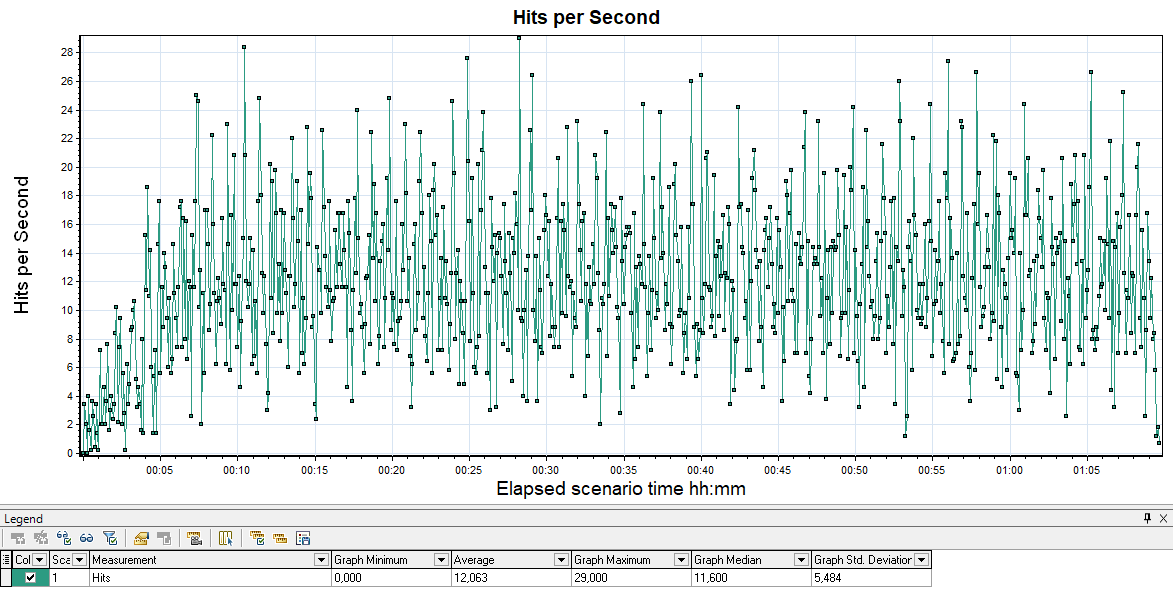 Hits per Second
Hits per Second
28
26
24
22
20
18
16
14
12
10
8
6
4
2
0
00:05 00:10 00:15 00:20 00:25 00:30 00:35 00:40 00:45 00:50 00:55 01:00 01:05
Elapsed scenario time hh:mm
Legend
Col Sca Measurement Graph Minimum Average Graph Maximum Graph Median Graph Std. Deviation
1 Hits 0,000 12,063 29,000 11,600 5,484